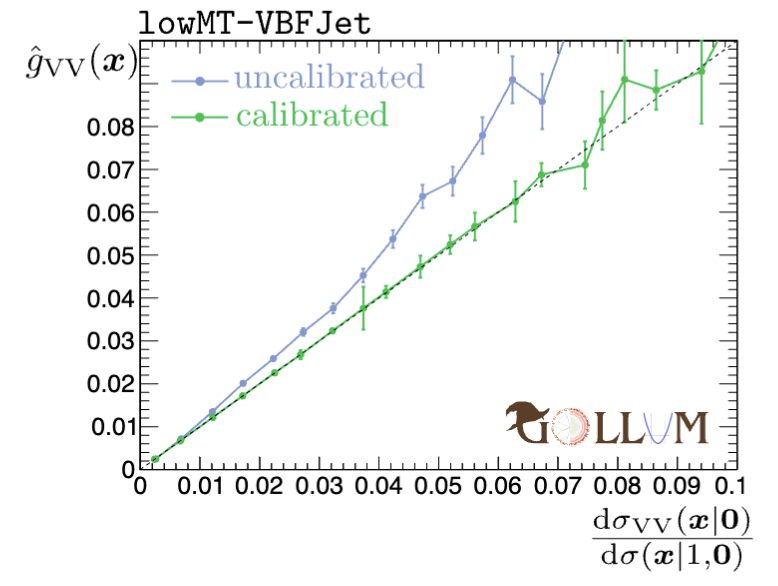 lowMT-VBFJet
ĝVV(x)
uncalibrated
calibrated
0.08
0.07
0.06
0.05
0.04
0.03
0.02
0.01
0
GOLLUM
0 0.01 0.02 0.03 0.04 0.05 0.06 0.07 0.08 0.09 0.1
dσVV(x|0)
dσ(x|1,0)